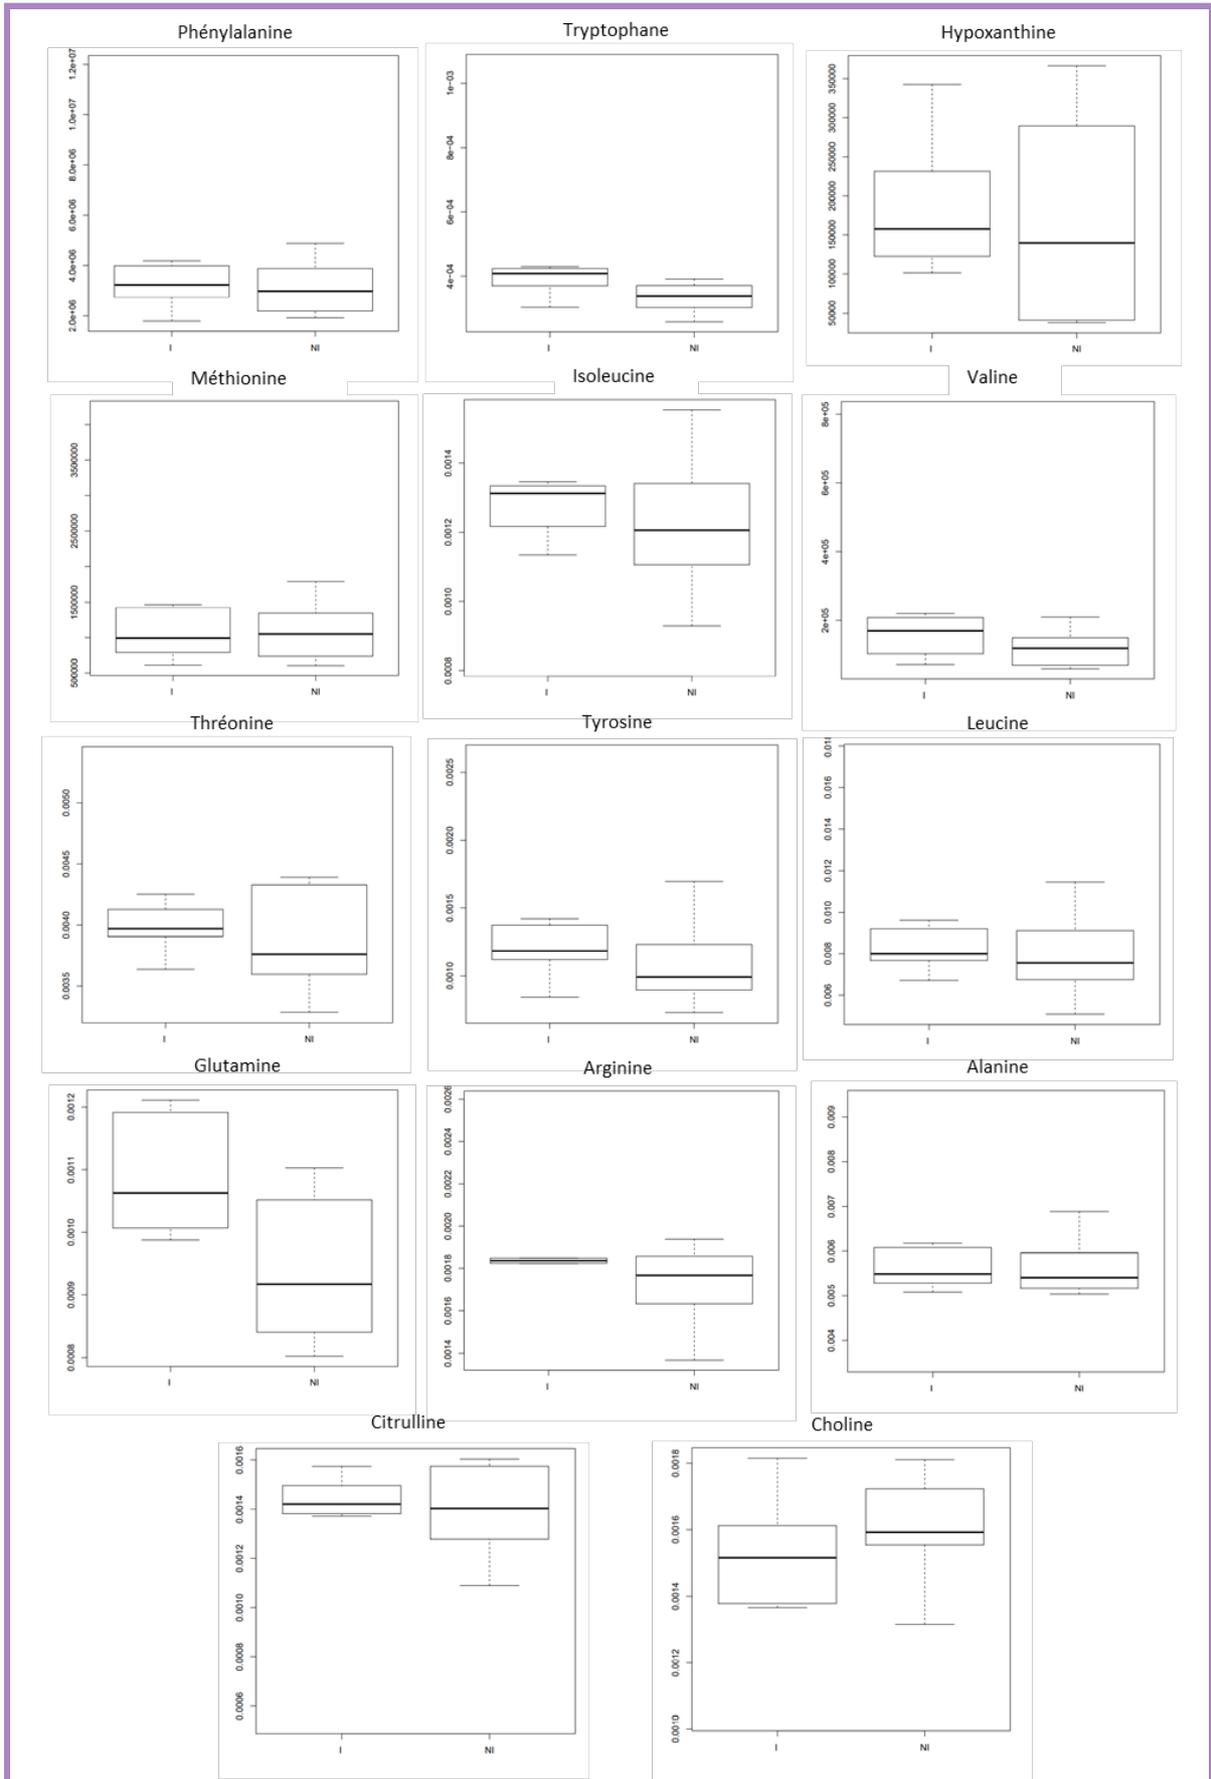 Phénylalanine
Tryptophane
Hypoxanthine
1.2e+07
1.0e+07
8.0e+06
6.0e+06
4.0e+06
2.0e+06
I NI
1e−03
8e−04
6e−04
4e−04
I NI
350000
300000
250000
200000
150000
100000
50000
I NI
Méthionine
Isoleucine
Valine
3500000
2500000
1500000
500000
I NI
0.0014
0.0012
0.0010
0.0008
I NI
8e+05
6e+05
4e+05
2e+05
I NI
Thréonine
Tyrosine
Leucine
0.0050
0.0045
0.0040
0.0035
I NI
0.0025
0.0020
0.0015
0.0010
I NI
0.016
0.014
0.012
0.010
0.008
0.006
I NI
Glutamine
Arginine
Alanine
0.0012
0.0011
0.0010
0.0009
0.0008
I NI
0.0026
0.0024
0.0022
0.0020
0.0018
0.0016
0.0014
I NI
0.009
0.008
0.007
0.006
0.005
0.004
I NI
Citrulline
Choline
0.0016
0.0014
0.0012
0.0010
0.0008
0.0006
I NI
0.0018
0.0016
0.0014
0.0012
0.0010
I NI